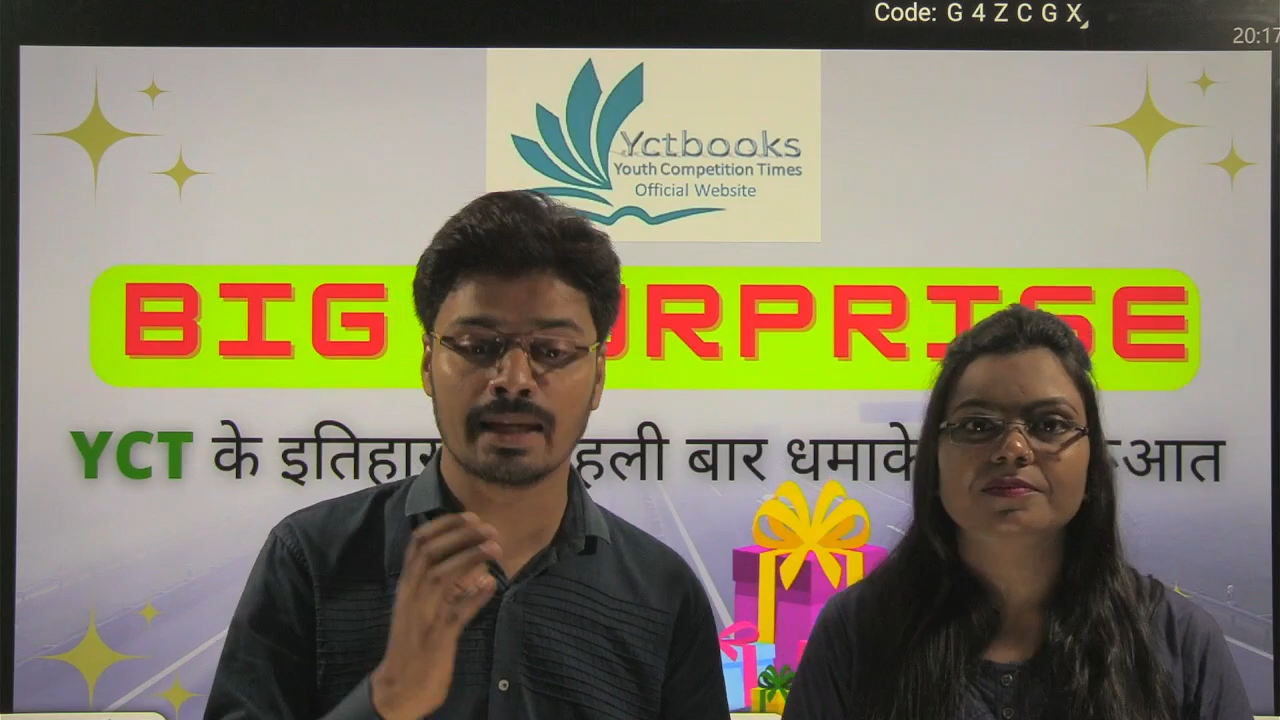 Code: G 4 Z C G X
20:17
Yctbooks
Youth Competition Times
Official Website
BIG URPRISE
YCT के इतिहा हली बार धमाके आत